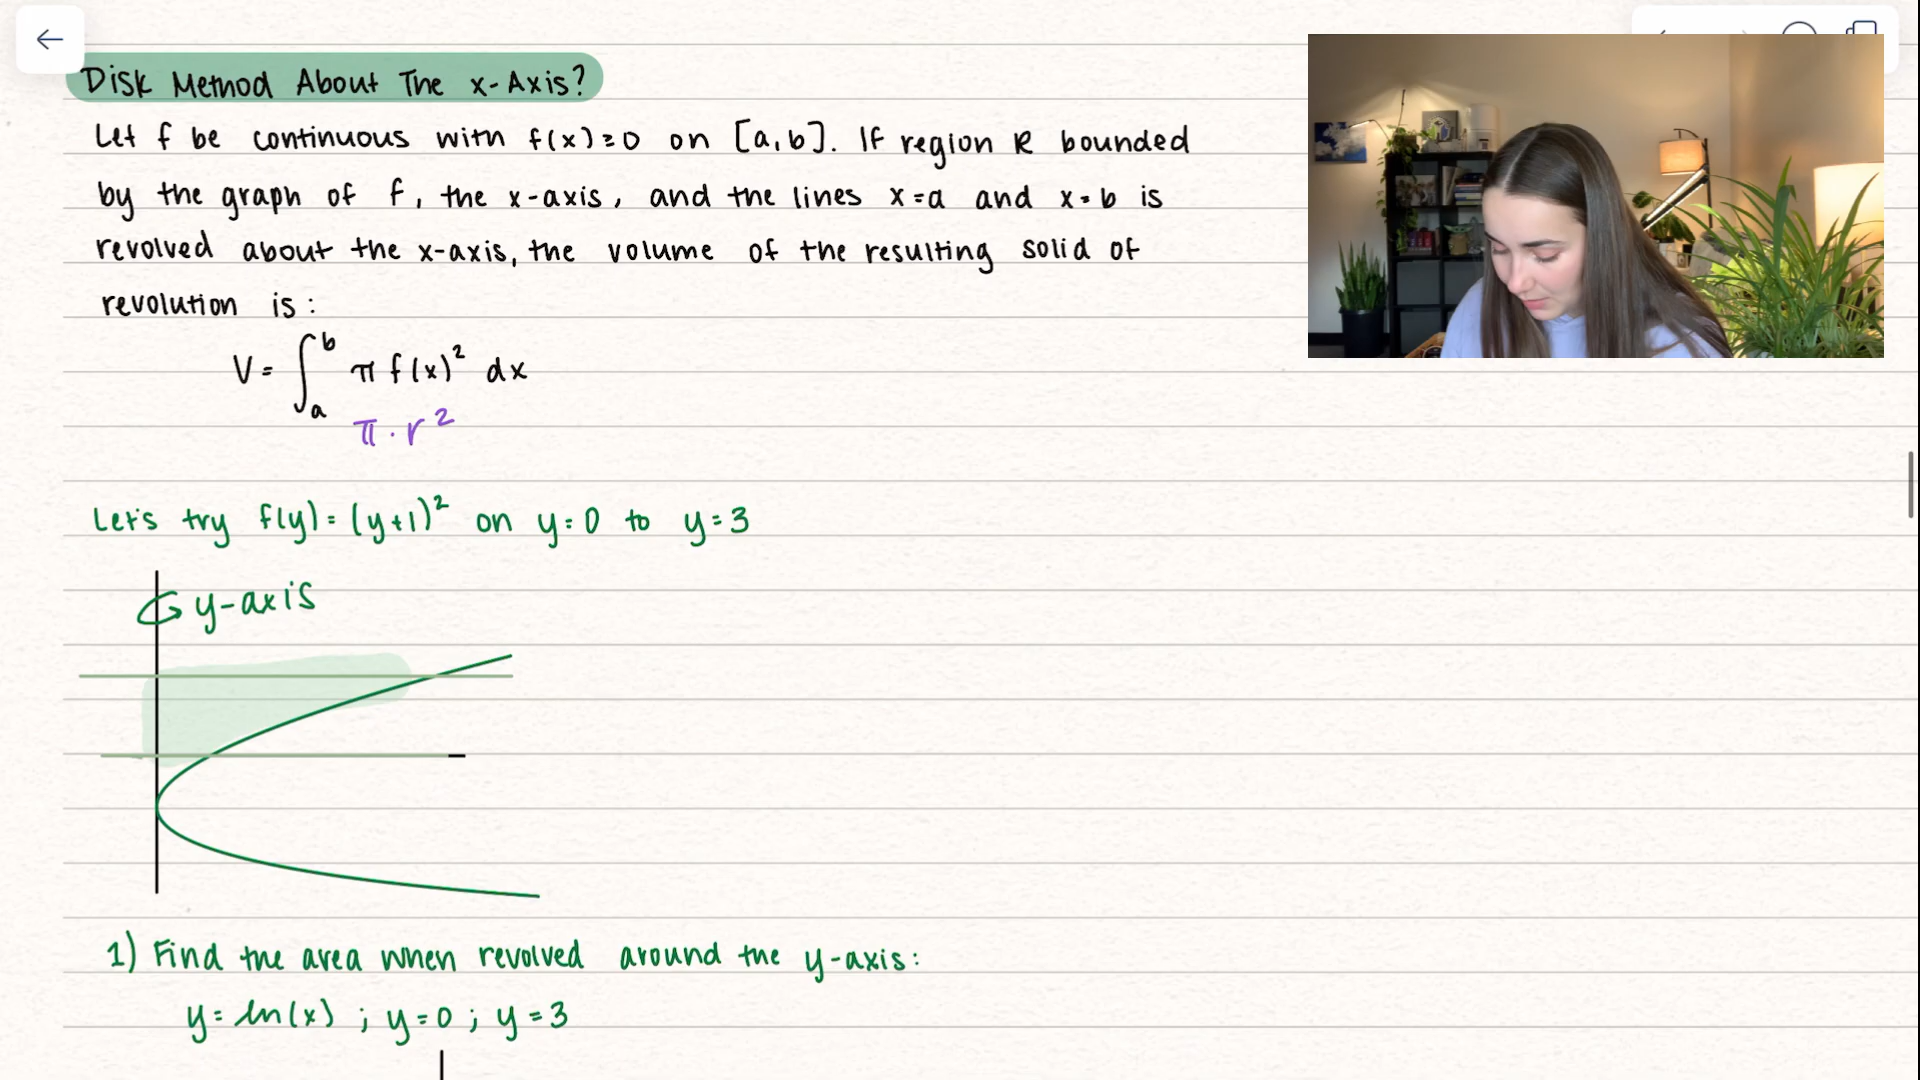 Disk Method About The x-Axis?
Let f be continuous with f(x)≥0 on [a,b]. If region R bounded
by the graph of f, the x-axis, and the lines x=a and x=b is
revolved about the x-axis, the volume of the resulting solid of
revolution is:
V= ∫_a^b π f(x)² dx
π·r²
Let's try f(y)=(y+1)² on y=0 to y=3
y-axis
1) Find the area when revolved around the y-axis:
y=ln(x) ; y=0 ; y=3